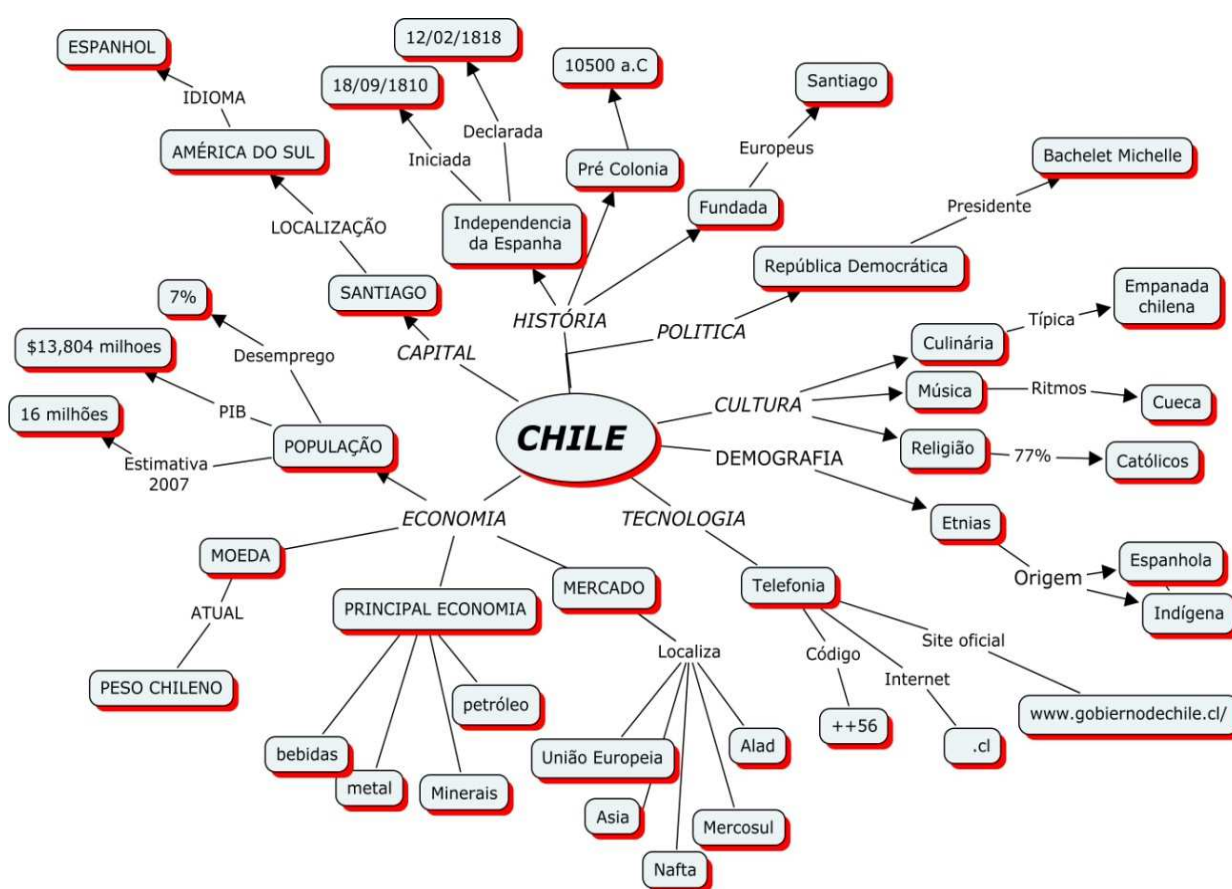 ESPANHOL
IDIOMA
AMÉRICA DO SUL
LOCALIZAÇÃO
SANTIAGO
CAPITAL
12/02/1818
18/09/1810
Declarada
Iniciada
Independencia
da Espanha
10500 a.C
Pré Colonia
Santiago
Europeus
Fundada
HISTÓRIA
Bachelet Michelle
Presidente
República Democrática
POLITICA
7%
Desemprego
$13,804 milhoes
PIB
16 milhões
Estimativa
2007
POPULAÇÃO
CHILE
CULTURA
Culinária
Típica
Empanada
chilena
Música
Ritmos
Cueca
Religião
77%
Católicos
DEMOGRAFIA
Etnias
Origem
Espanhola
Indígena
ECONOMIA
MOEDA
ATUAL
PESO CHILENO
PRINCIPAL ECONOMIA
bebidas
metal
Minerais
petróleo
MERCADO
Localiza
União Europeia
Asia
Nafta
Mercosul
Alad
TECNOLOGIA
Telefonia
Código
++56
Internet
.cl
Site oficial
www.gobiernodechile.cl/